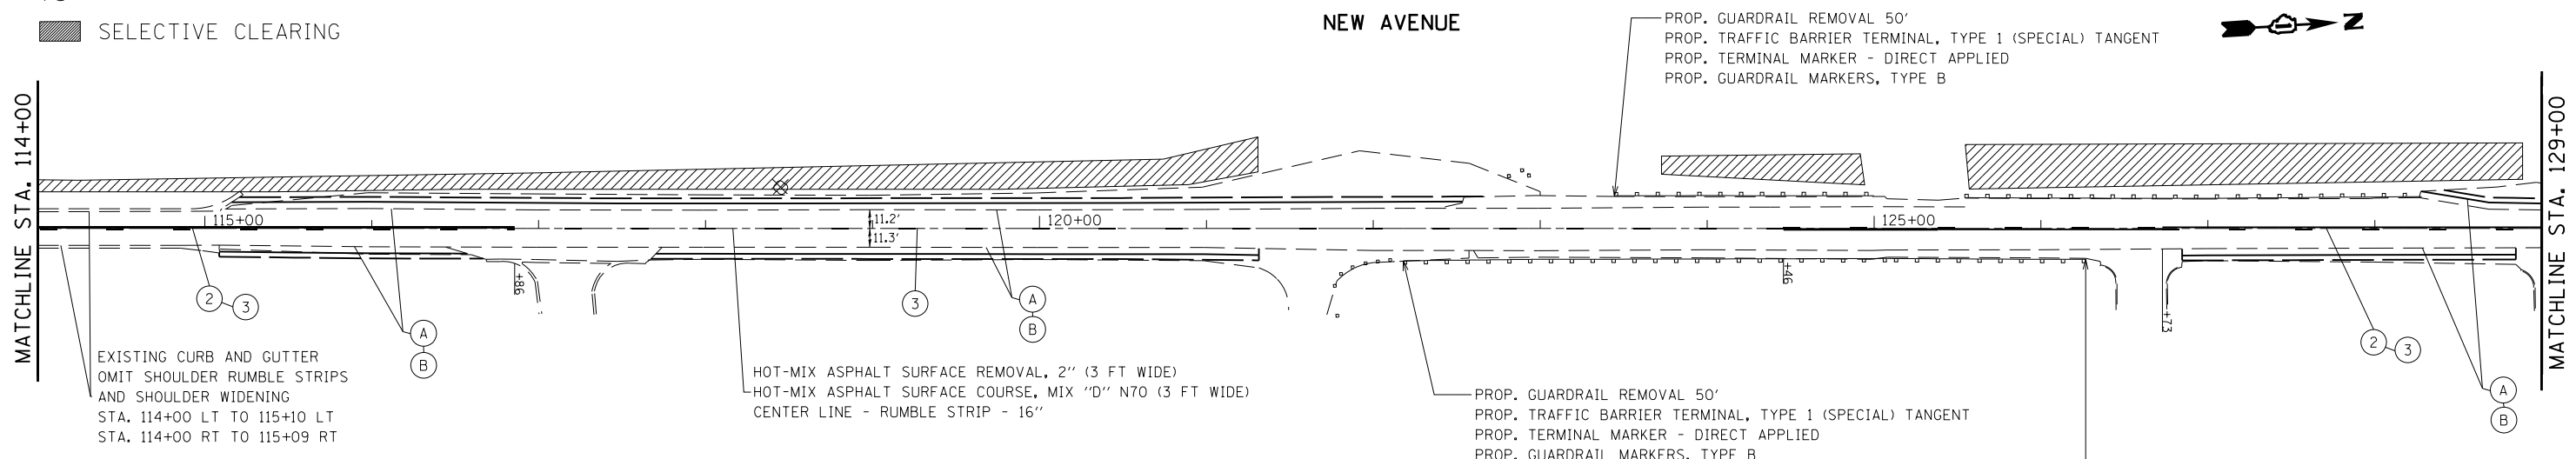 SELECTIVE CLEARING
NEW AVENUE
PROP. GUARDRAIL REMOVAL 50'
PROP. TRAFFIC BARRIER TERMINAL, TYPE 1 (SPECIAL) TANGENT
PROP. TERMINAL MARKER - DIRECT APPLIED
PROP. GUARDRAIL MARKERS, TYPE B
N
MATCHLINE STA. 114+00
115+00
11.2'
11.3'
120+00
125+00
MATCHLINE STA. 129+00
+86
+46
+73
2
3
A
B
3
A
B
2
3
A
B
EXISTING CURB AND GUTTER
OMIT SHOULDER RUMBLE STRIPS
AND SHOULDER WIDENING
STA. 114+00 LT TO 115+10 LT
STA. 114+00 RT TO 115+09 RT
HOT-MIX ASPHALT SURFACE REMOVAL, 2" (3 FT WIDE)
HOT-MIX ASPHALT SURFACE COURSE, MIX "D" N70 (3 FT WIDE)
CENTER LINE - RUMBLE STRIP - 16"
PROP. GUARDRAIL REMOVAL 50'
PROP. TRAFFIC BARRIER TERMINAL, TYPE 1 (SPECIAL) TANGENT
PROP. TERMINAL MARKER - DIRECT APPLIED
PROP. GUARDRAIL MARKERS, TYPE B